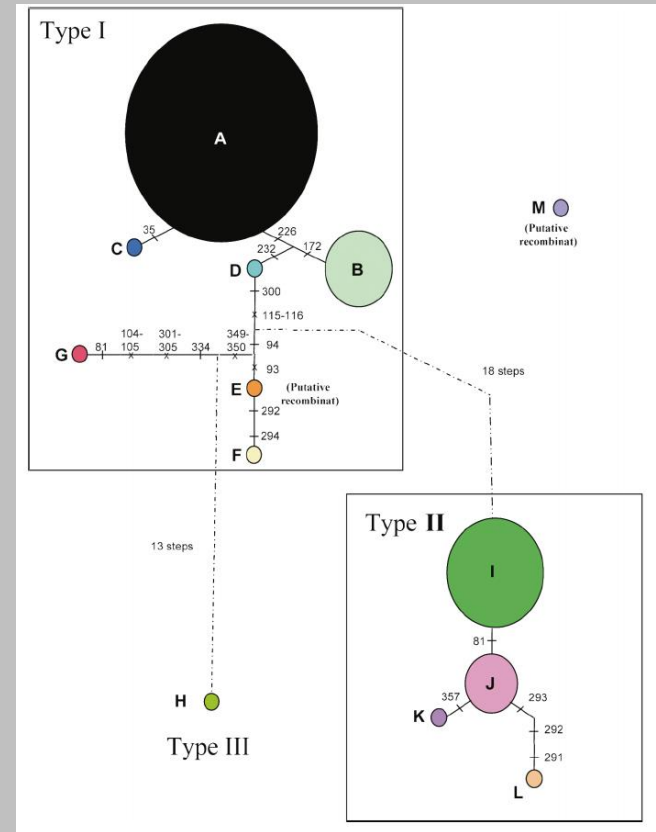 Type I
A
35
226
C
232
172
D
B
M
(Putative
recombinat)
300
115-116
G
81
104-
105
301-
305
334
349-
350
94
93
18 steps
E
(Putative
recombinat)
292
294
F
Type II
13 steps
I
81
J
357
293
K
292
291
L
H
Type III